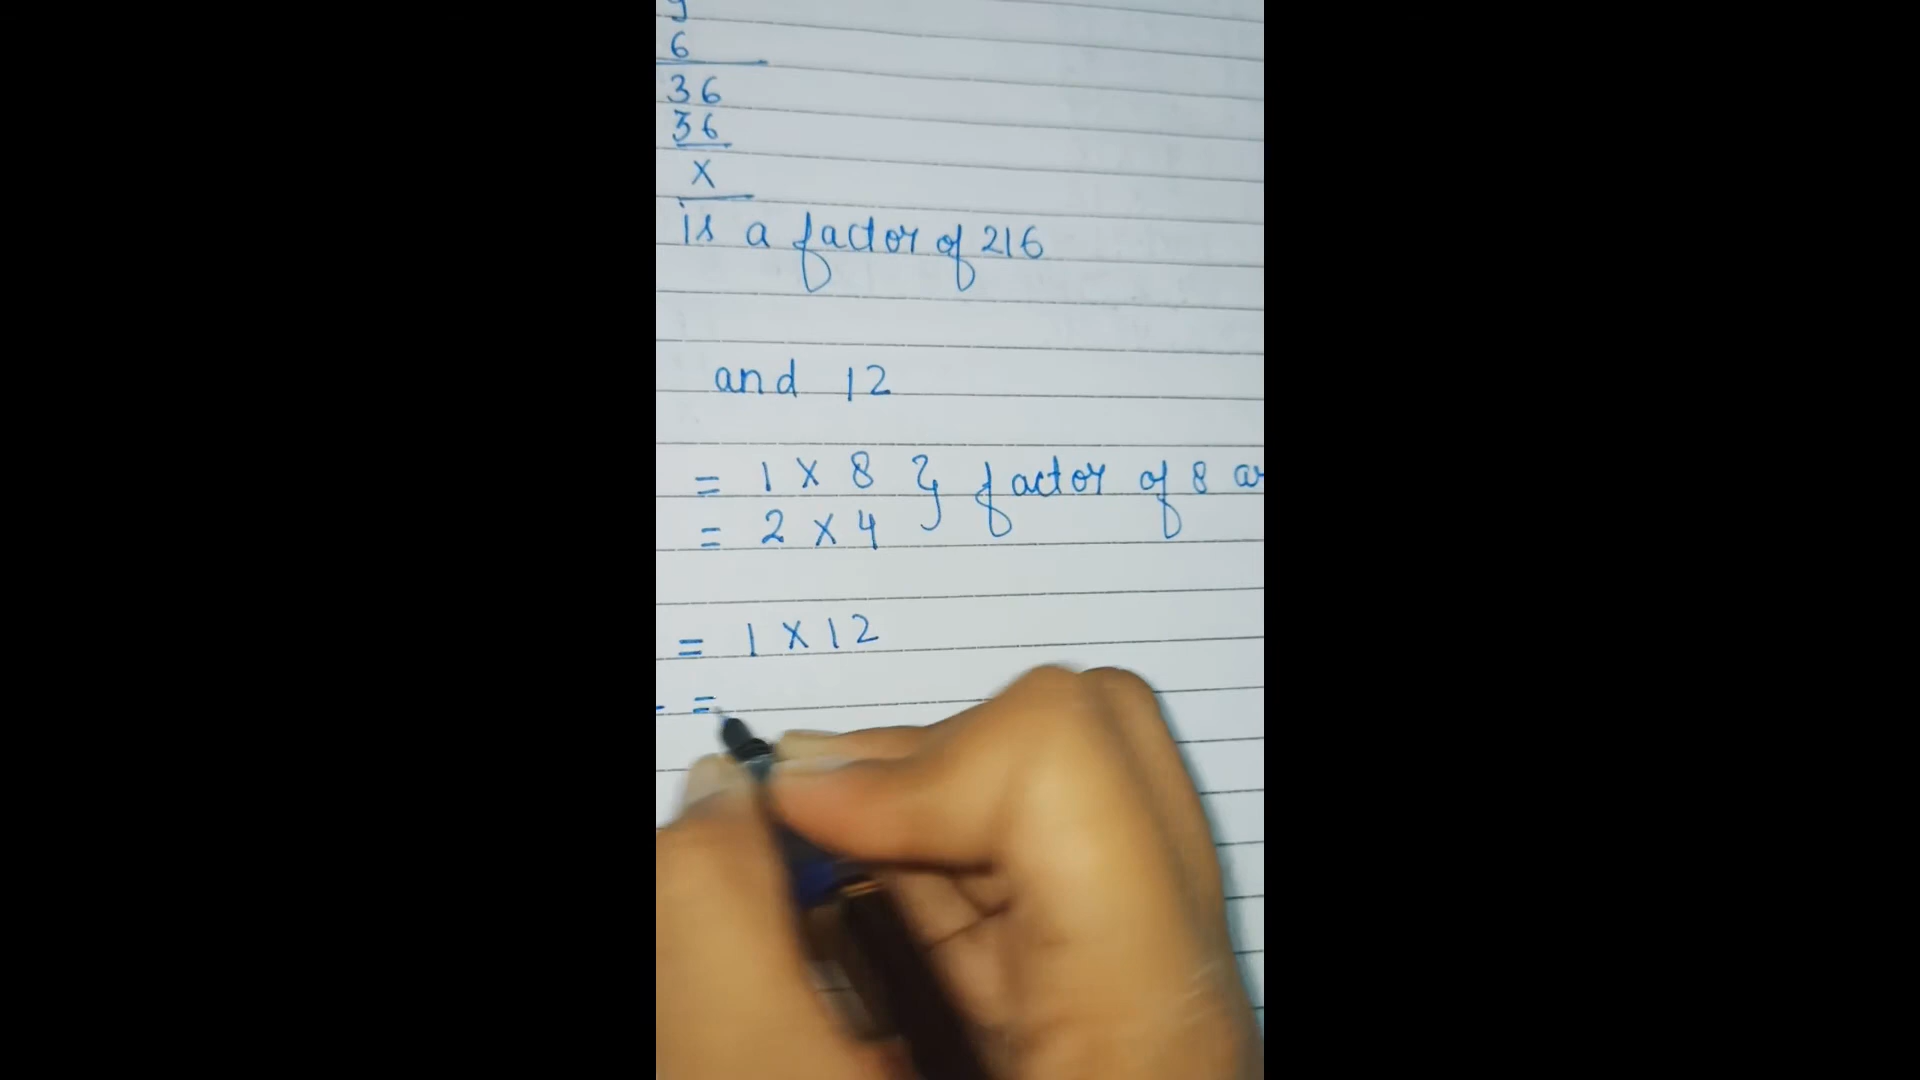 6
36
36
x
is a factor of 216
and 12
= 1 x 8 } factor of 8
= 2 x 4
= 1 x 12
- =